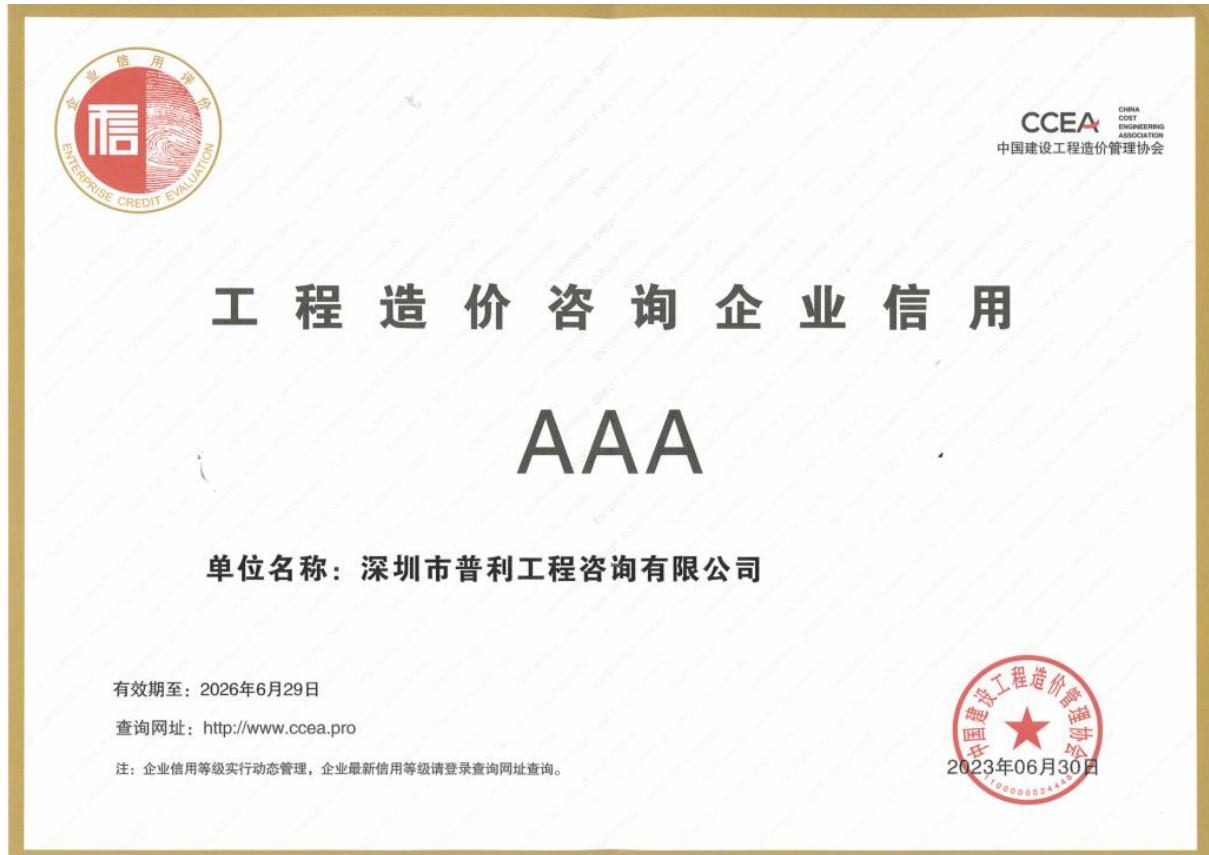 企业信用评价
ENTERPRISE CREDIT EVALUATION
信
CCEA
CHINA
COST
ENGINEERING
ASSOCIATION
中国建设工程造价管理协会
工程造价咨询企业信用
AAA
单位名称：深圳市普利工程咨询有限公司
有效期至：2026年6月29日
查询网址：http://www.ccea.pro
注：企业信用等级实行动态管理，企业最新信用等级请登录查询网址查询。
中国建设工程造价管理协会
2023年06月30日